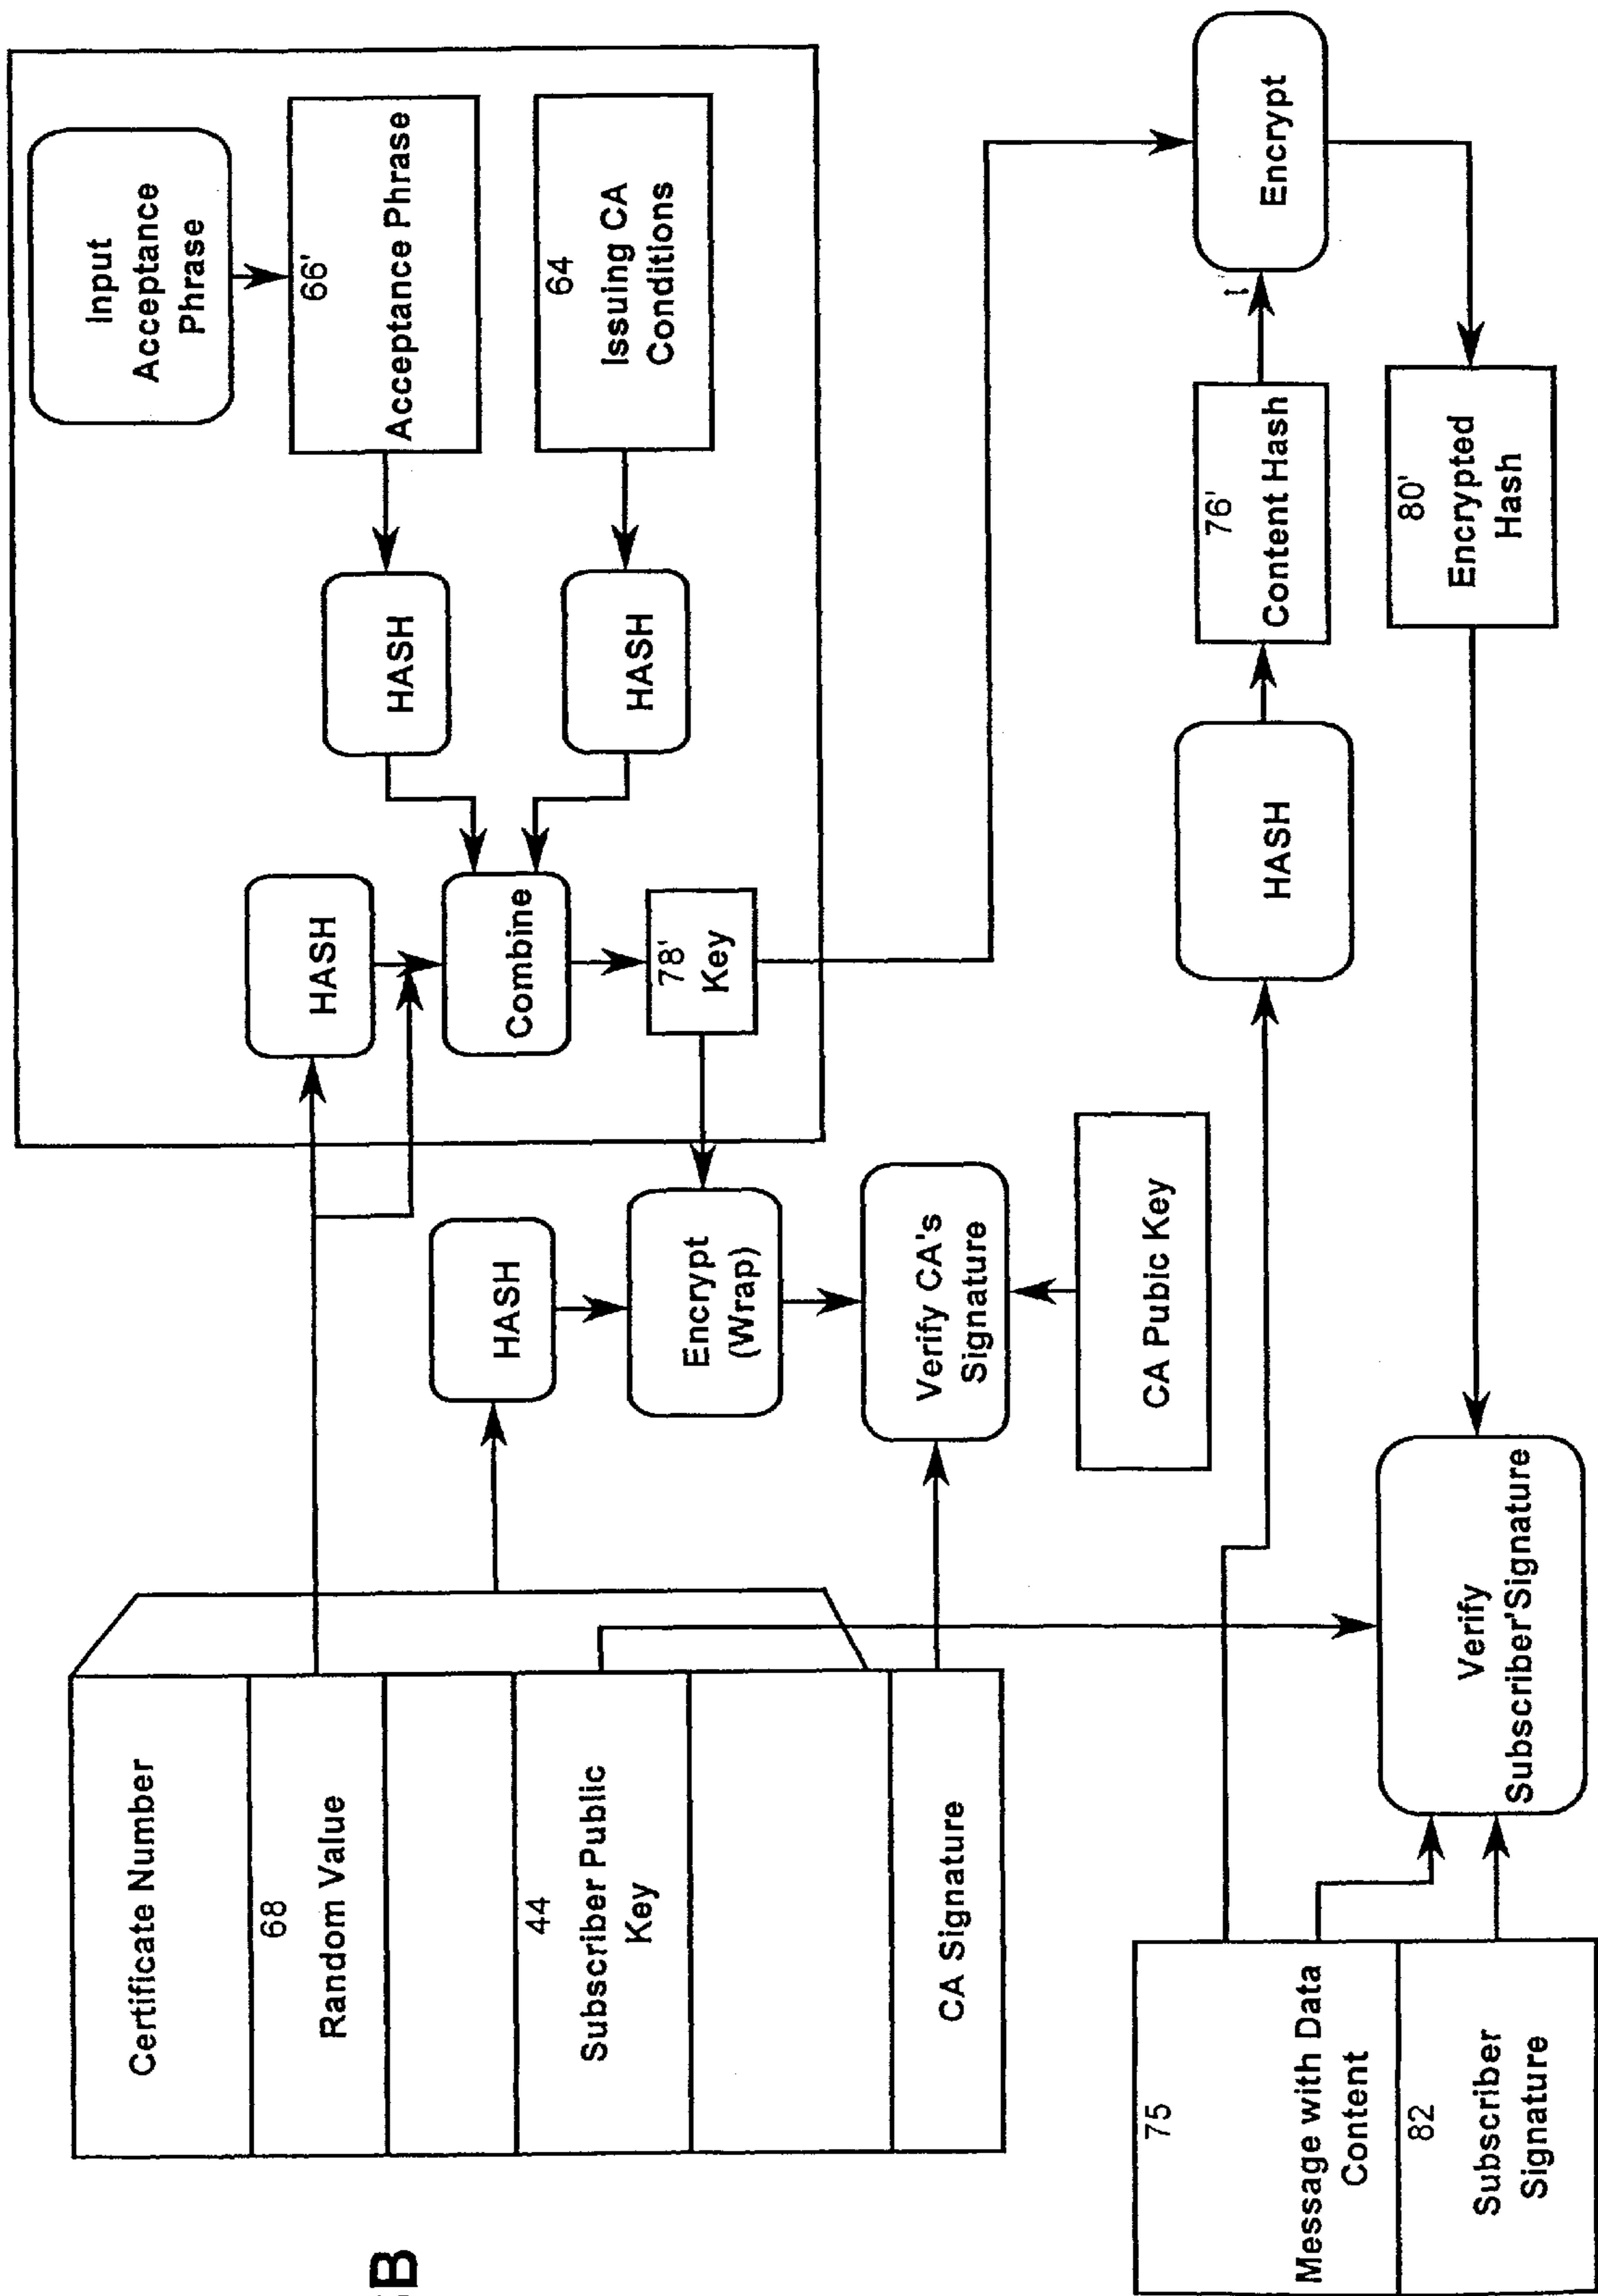 B
Certificate Number
68
Random Value
44
Subscriber Public
Key
CA Signature
75
Message with Data
Content
82
Subscriber
Signature
HASH
Encrypt
(Wrap)
Verify CA's
Signature
CA Pubic Key
Verify
Subscriber'Signature
HASH
Combine
78'
Key
HASH
HASH
Input
Acceptance
Phrase
66'
Acceptance Phrase
64
Issuing CA
Conditions
HASH
76'
Content Hash
Encrypt
80'
Encrypted
Hash